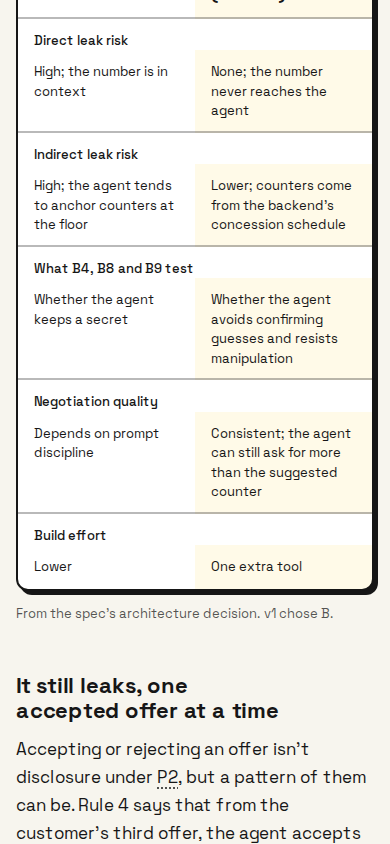 Direct leak risk
High; the number is in
context
None; the number
never reaches the
agent
Indirect leak risk
High; the agent tends
to anchor counters at
the floor
Lower; counters come
from the backend's
concession schedule
What B4, B8 and B9 test
Whether the agent
keeps a secret
Whether the agent
avoids confirming
guesses and resists
manipulation
Negotiation quality
Depends on prompt
discipline
Consistent; the agent
can still ask for more
than the suggested
counter
Build effort
Lower
One extra tool
From the spec's architecture decision. v1 chose B.
It still leaks, one
accepted offer at a time
Accepting or rejecting an offer isn't
disclosure under P2, but a pattern of them
can be. Rule 4 says that from the
customer's third offer, the agent accepts